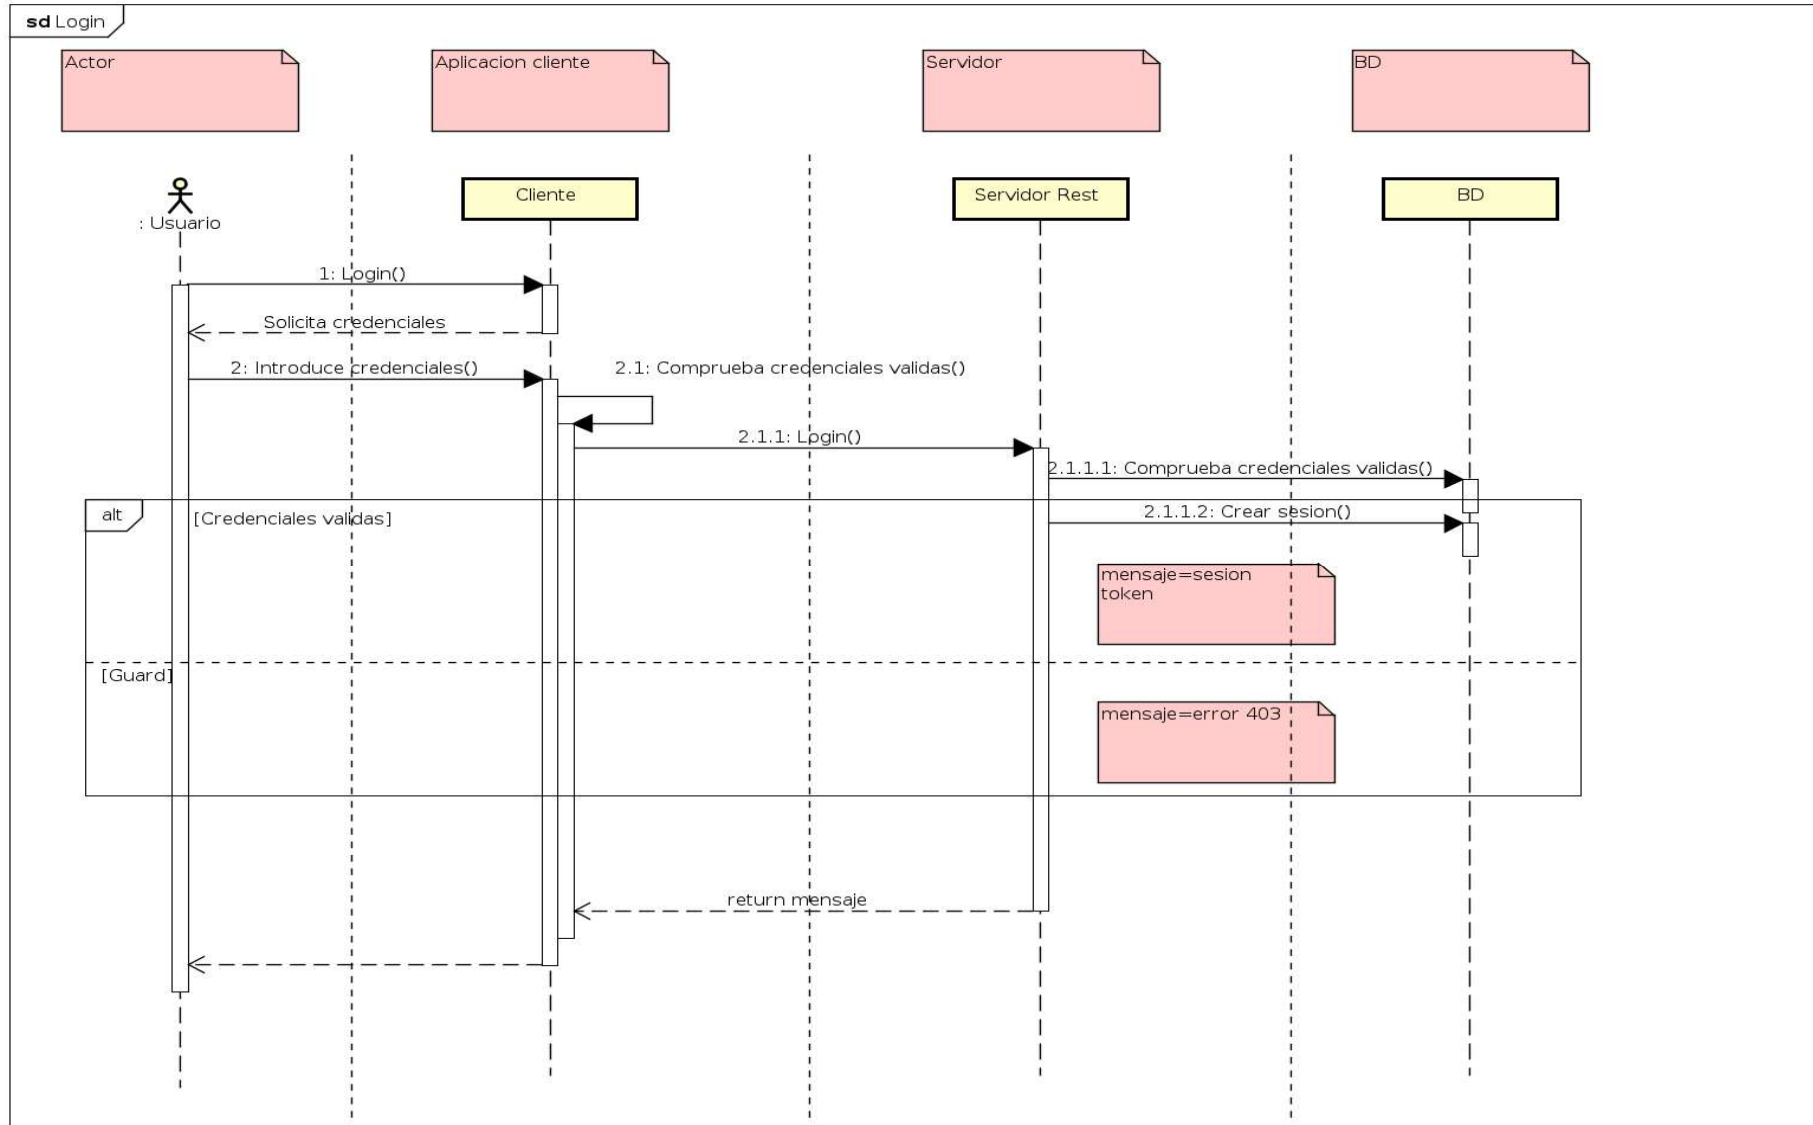 sd Login
Actor
Aplicacion cliente
Servidor
BD
: Usuario
Cliente
Servidor Rest
BD
1: Login()
Solicita credenciales
2: Introduce credenciales()
2.1: Comprueba credenciales validas()
2.1.1: Login()
2.1.1.1: Comprueba credenciales validas()
alt
[Credenciales validas]
2.1.1.2: Crear sesion()
mensaje=sesion
token
[Guard]
mensaje=error 403
return mensaje